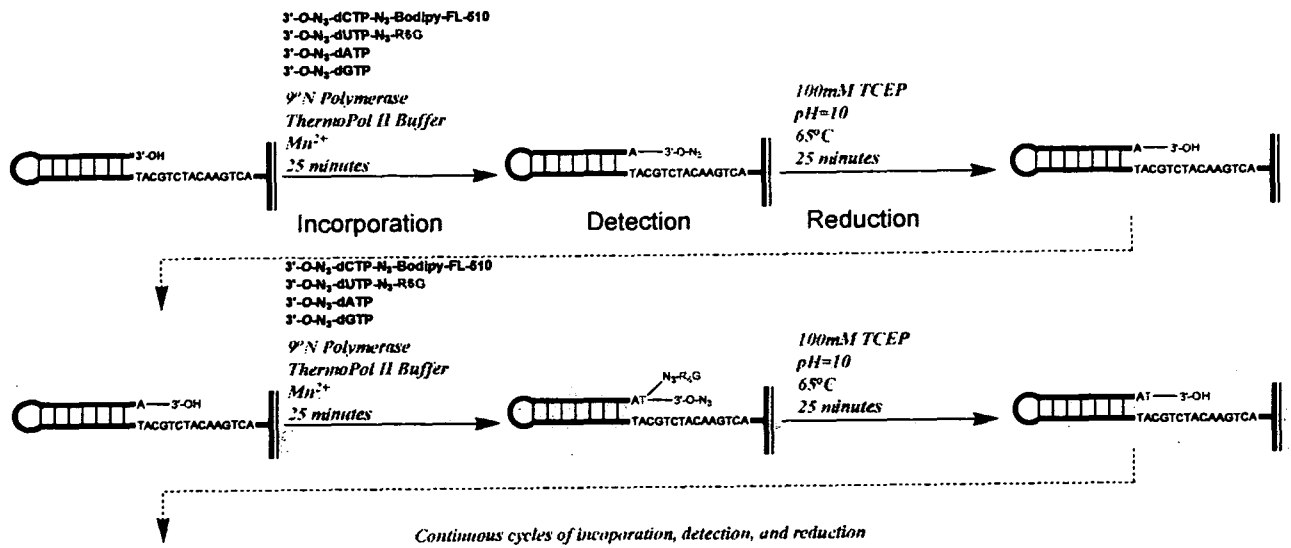 3'-O-N₃-dCTP-N₃-Bodipy-FL-510
3'-O-N₃-dUTP-N₃-R6G
3'-O-N₃-dATP
3'-O-N₃-dGTP
9°N Polymerase
ThermoPol II Buffer
Mn²⁺
25 minutes
100mM TCEP
pH=10
65°C
25 minutes
3'-OH
TACGTCTACAAGTCA
A 3'-O-N₃
TACGTCTACAAGTCA
A 3'-OH
TACGTCTACAAGTCA
Incorporation
Detection
Reduction
3'-O-N₃-dCTP-N₃-Bodipy-FL-510
3'-O-N₃-dUTP-N₃-R6G
3'-O-N₃-dATP
3'-O-N₃-dGTP
9°N Polymerase
ThermoPol II Buffer
Mn²⁺
25 minutes
100mM TCEP
pH=10
65°C
25 minutes
A 3'-OH
TACGTCTACAAGTCA
N₃-R₆G
AT 3'-O-N₃
TACGTCTACAAGTCA
AT 3'-OH
TACGTCTACAAGTCA
Continuous cycles of incoporation, detection, and reduction